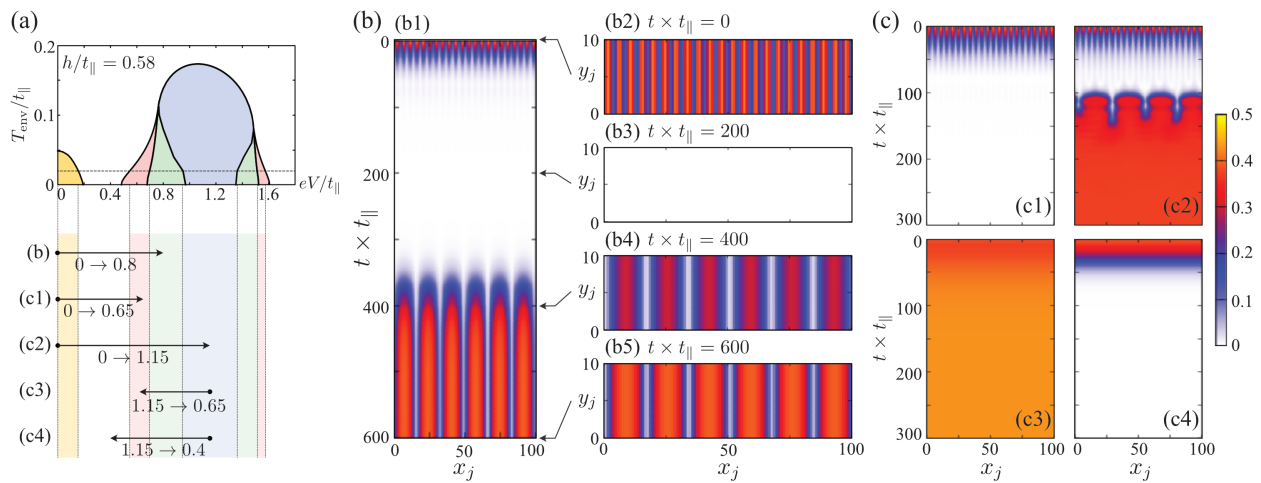 (a)
h/t∥ = 0.58
T_env/t∥
0.2
0.1
0
0 0.4 0.8 1.2 1.6 eV/t∥
(b)
0 → 0.8
(c1)
0 → 0.65
(c2)
0 → 1.15
(c3)
1.15 → 0.65
(c4)
1.15 → 0.4
(b) (b1)
t × t∥
0
200
400
600
0 25 50 75 100
x_j
(b2) t × t∥ = 0
10
y_j
0
(b3) t × t∥ = 200
10
y_j
0
(b4) t × t∥ = 400
10
y_j
0
(b5) t × t∥ = 600
10
y_j
0
0 25 50 75 100
x_j
(c)
t × t∥
0
100
200
300
(c1)
(c2)
t × t∥
0
100
200
300
(c3)
(c4)
0 50 100
x_j
0 50 100
x_j
0.5
0.4
0.3
0.2
0.1
0